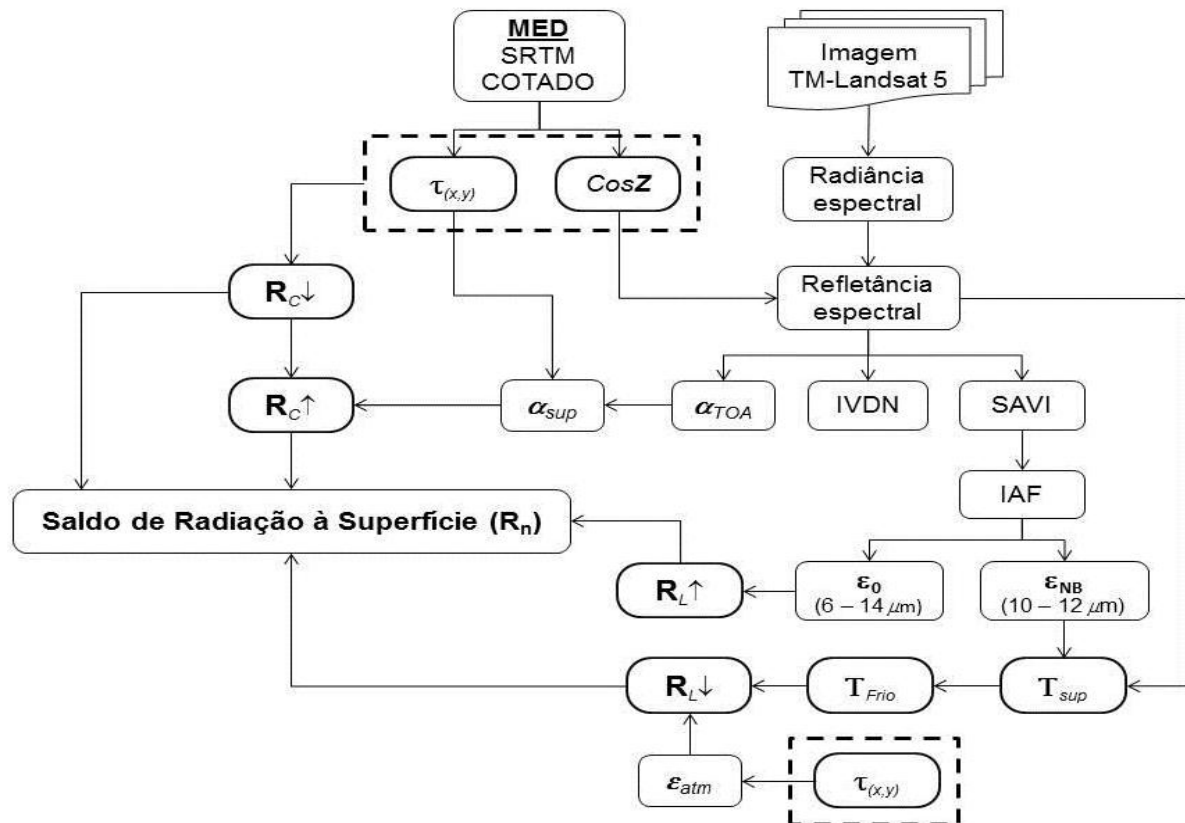 MED
SRTM
COTADO
Imagem
TM-Landsat 5
τ(x,y)
CosZ
Radiância
espectral
RC↓
Refletância
espectral
RC↑
αsup
αTOA
IVDN
SAVI
IAF
Saldo de Radiação à Superfície (Rn)
RL↑
ε0
(6 – 14 μm)
εNB
(10 – 12 μm)
RL↓
TFrio
Tsup
εatm
τ(x,y)